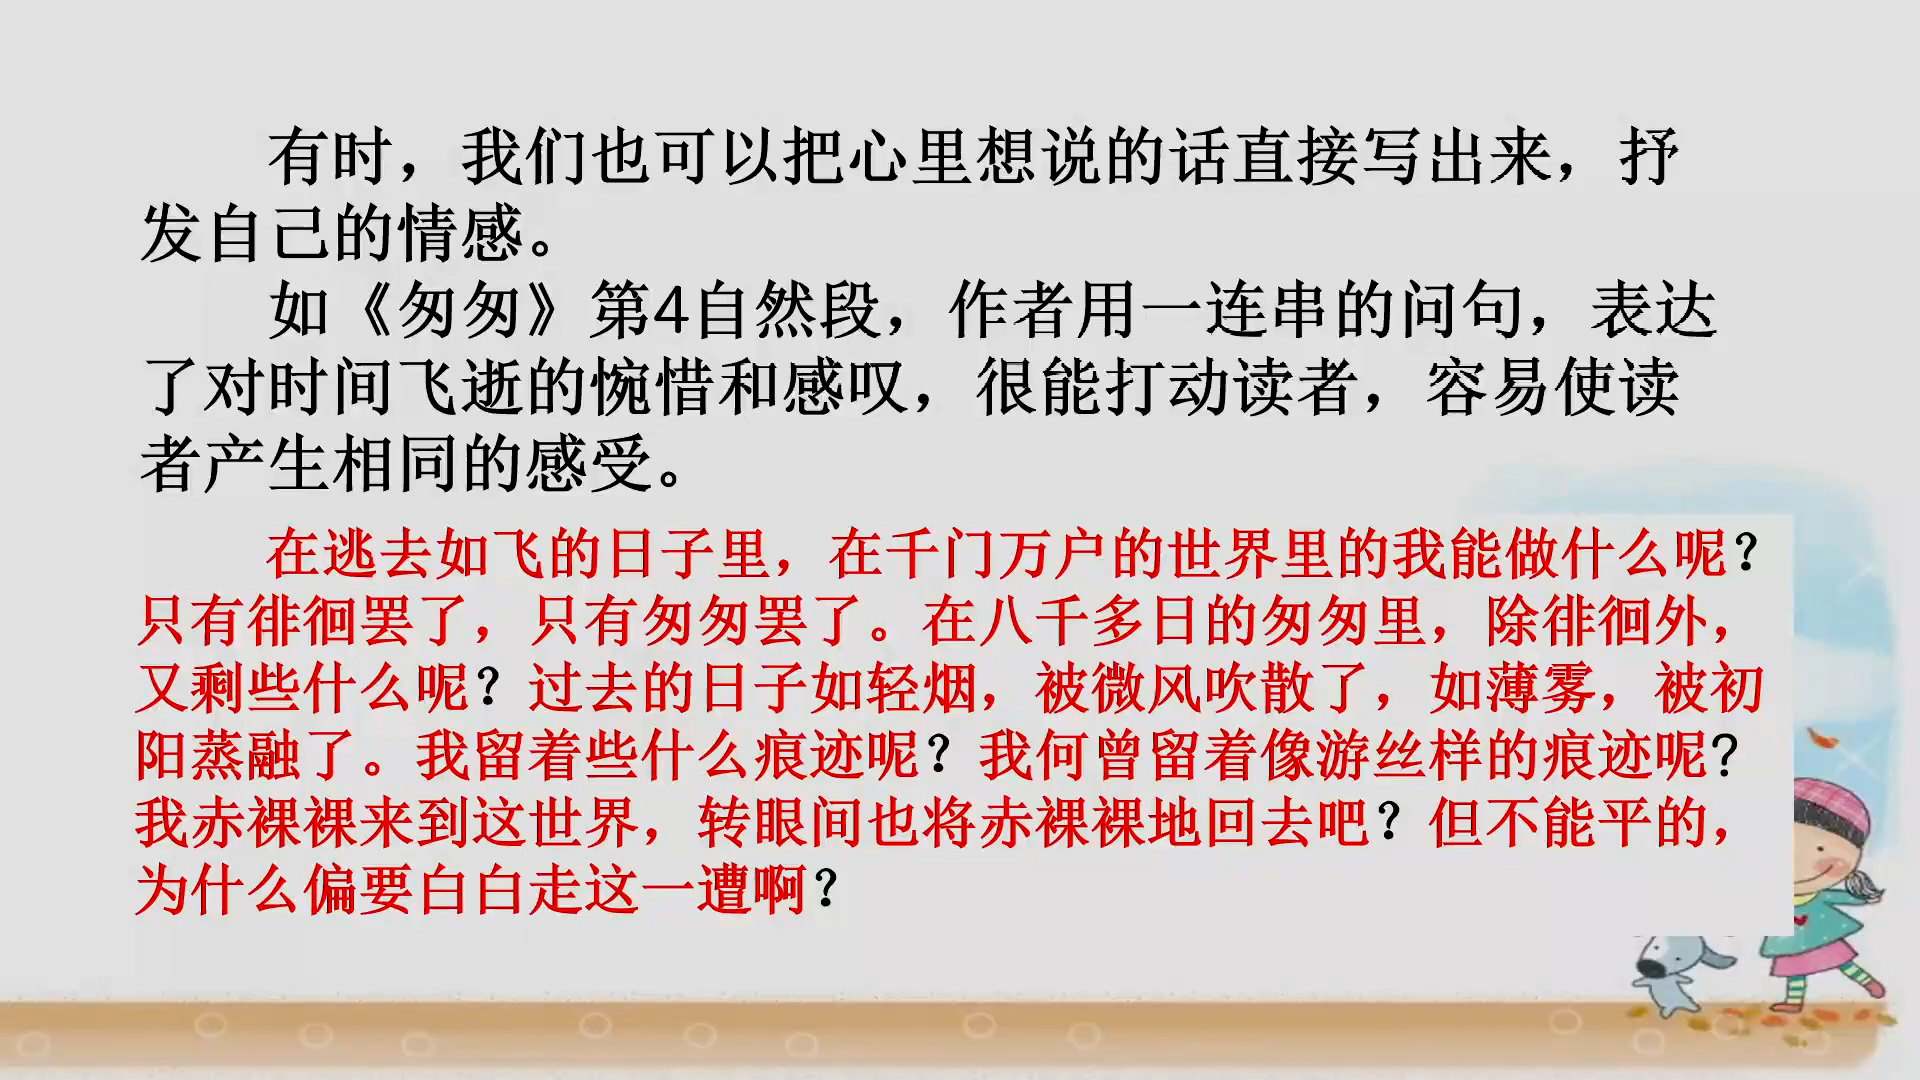 有时，我们也可以把心里想说的话直接写出来，抒
发自己的情感。
如《匆匆》第4自然段，作者用一连串的问句，表达
了对时间飞逝的惋惜和感叹，很能打动读者，容易使读
者产生相同的感受。
在逃去如飞的日子里，在千门万户的世界里的我能做什么呢？
只有徘徊罢了，只有匆匆罢了。在八千多日的匆匆里，除徘徊外，
又剩些什么呢？过去的日子如轻烟，被微风吹散了，如薄雾，被初
阳蒸融了。我留着些什么痕迹呢？我何曾留着像游丝样的痕迹呢？
我赤裸裸来到这世界，转眼间也将赤裸裸地回去吧？但不能平的，
为什么偏要白白走这一遭啊？